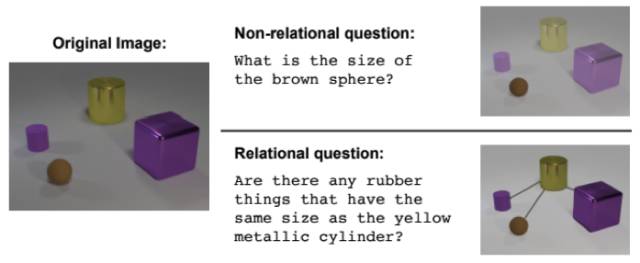 Original Image:
Non-relational question:
What is the size of
the brown sphere?
Relational question:
Are there any rubber
things that have the
same size as the yellow
metallic cylinder?